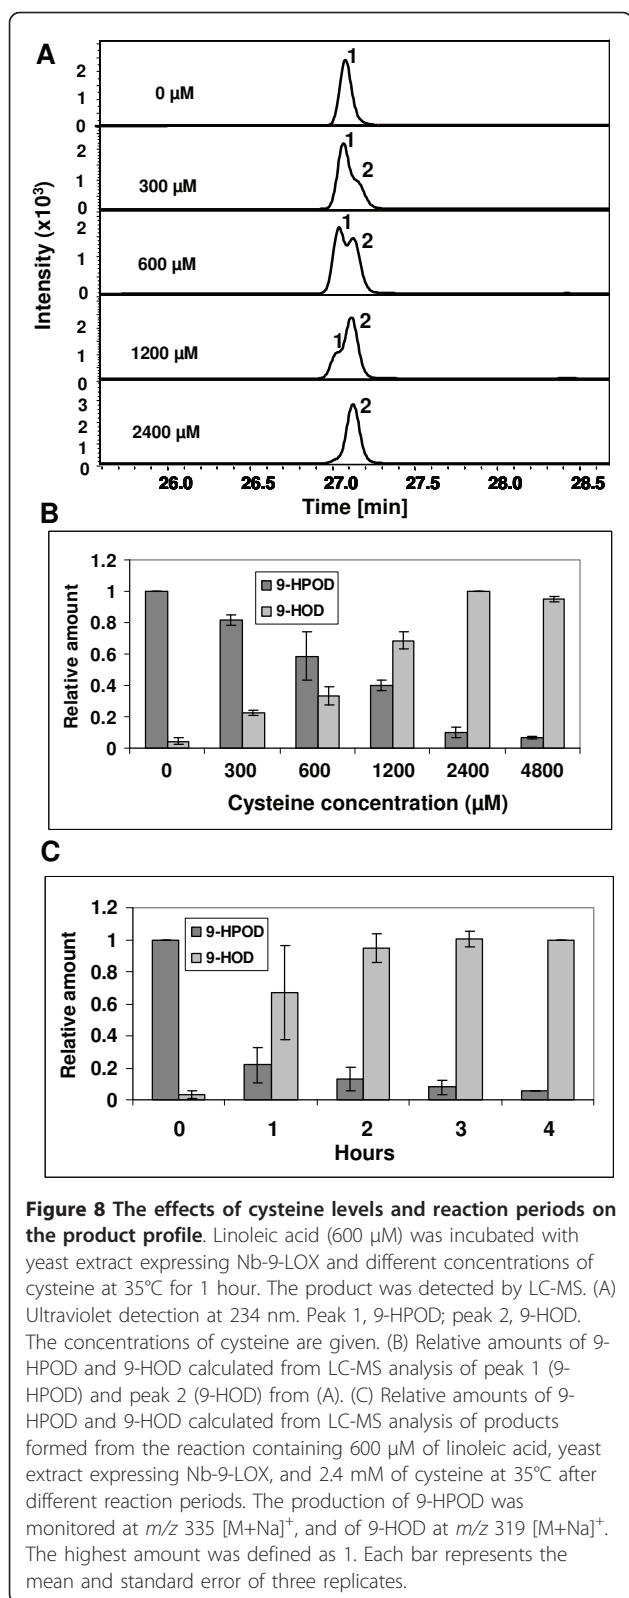 A
Intensity (x10³)
2
1
0
0 µM
1
2
1
0
300 µM
1
2
2
1
0
600 µM
1
2
2
1
0
1200 µM
1
2
3
2
1
0
2400 µM
2
26.0 26.5 27.0 27.5 28.0 28.5
Time [min]
B
Relative amount
1.2
1
0.8
0.6
0.4
0.2
0
9-HPOD
9-HOD
0 300 600 1200 2400 4800
Cysteine concentration (µM)
C
Relative amount
1.2
1
0.8
0.6
0.4
0.2
0
9-HPOD
9-HOD
0 1 2 3 4
Hours
Figure 8 The effects of cysteine levels and reaction periods on
the product profile. Linoleic acid (600 µM) was incubated with
yeast extract expressing Nb-9-LOX and different concentrations of
cysteine at 35°C for 1 hour. The product was detected by LC-MS. (A)
Ultraviolet detection at 234 nm. Peak 1, 9-HPOD; peak 2, 9-HOD.
The concentrations of cysteine are given. (B) Relative amounts of 9-
HPOD and 9-HOD calculated from LC-MS analysis of peak 1 (9-
HPOD) and peak 2 (9-HOD) from (A). (C) Relative amounts of 9-
HPOD and 9-HOD calculated from LC-MS analysis of products
formed from the reaction containing 600 µM of linoleic acid, yeast
extract expressing Nb-9-LOX, and 2.4 mM of cysteine at 35°C after
different reaction periods. The production of 9-HPOD was
monitored at m/z 335 [M+Na]⁺, and of 9-HOD at m/z 319 [M+Na]⁺.
The highest amount was defined as 1. Each bar represents the
mean and standard error of three replicates.